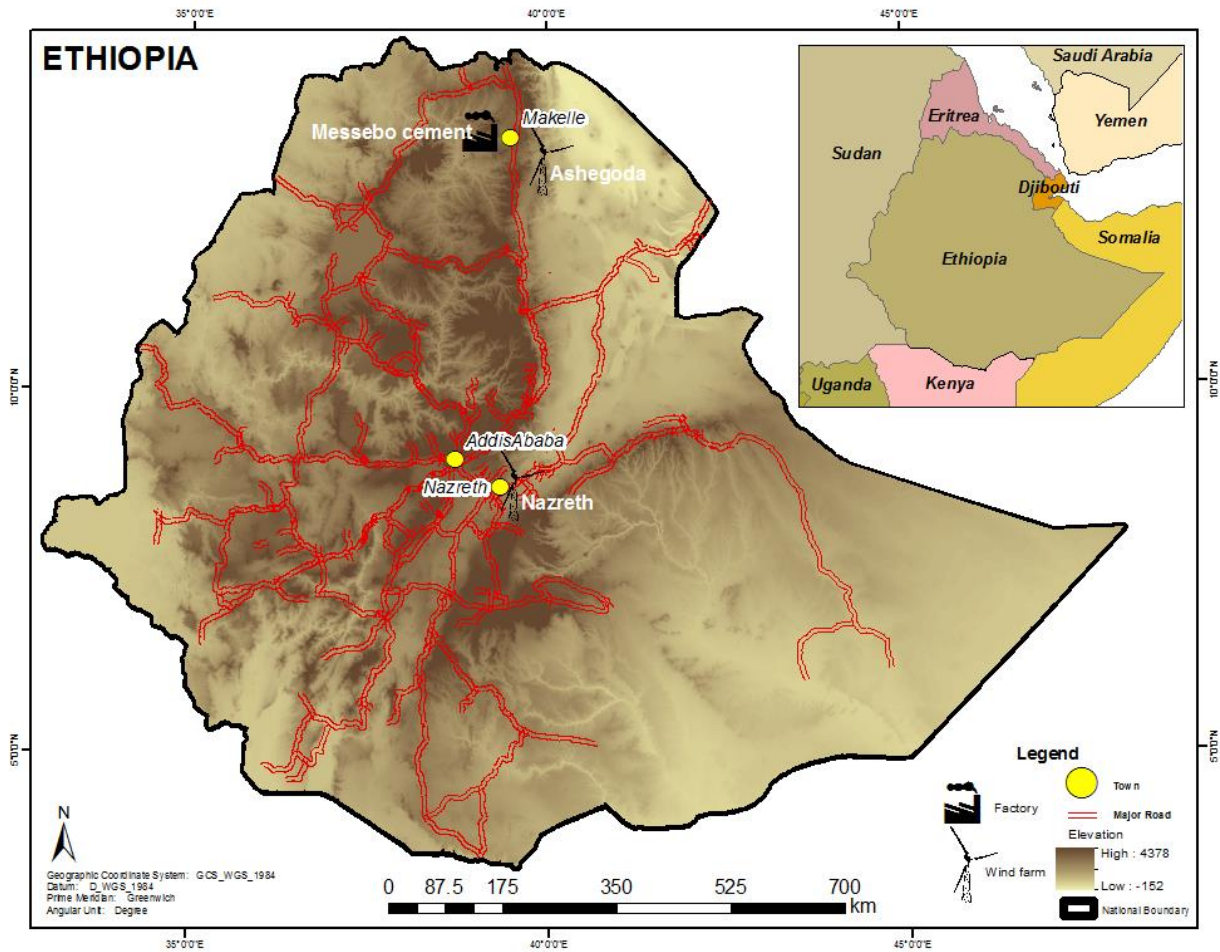 35°0'0"E
40°0'0"E
45°0'0"E
ETHIOPIA
Saudi Arabia
Eritrea
Yemen
Sudan
Djibouti
Somalia
Ethiopia
Uganda
Kenya
Makelle
Messebo cement
Ashegoda
10°0'0"N
10°0'0"N
AddisAbaba
Nazreth
Nazreth
5°0'0"N
5°0'0"N
Legend
Factory
Town
Major Road
Wind farm
Elevation
High : 4378
Low : -152
National Boundary
N
Geographic Coordinate System: GCS_WGS_1984
Datum: D_WGS_1984
Prime Meridian: Greenwich
Angular Unit: Degree
0 87.5 175 350 525 700
km
35°0'0"E
40°0'0"E
45°0'0"E